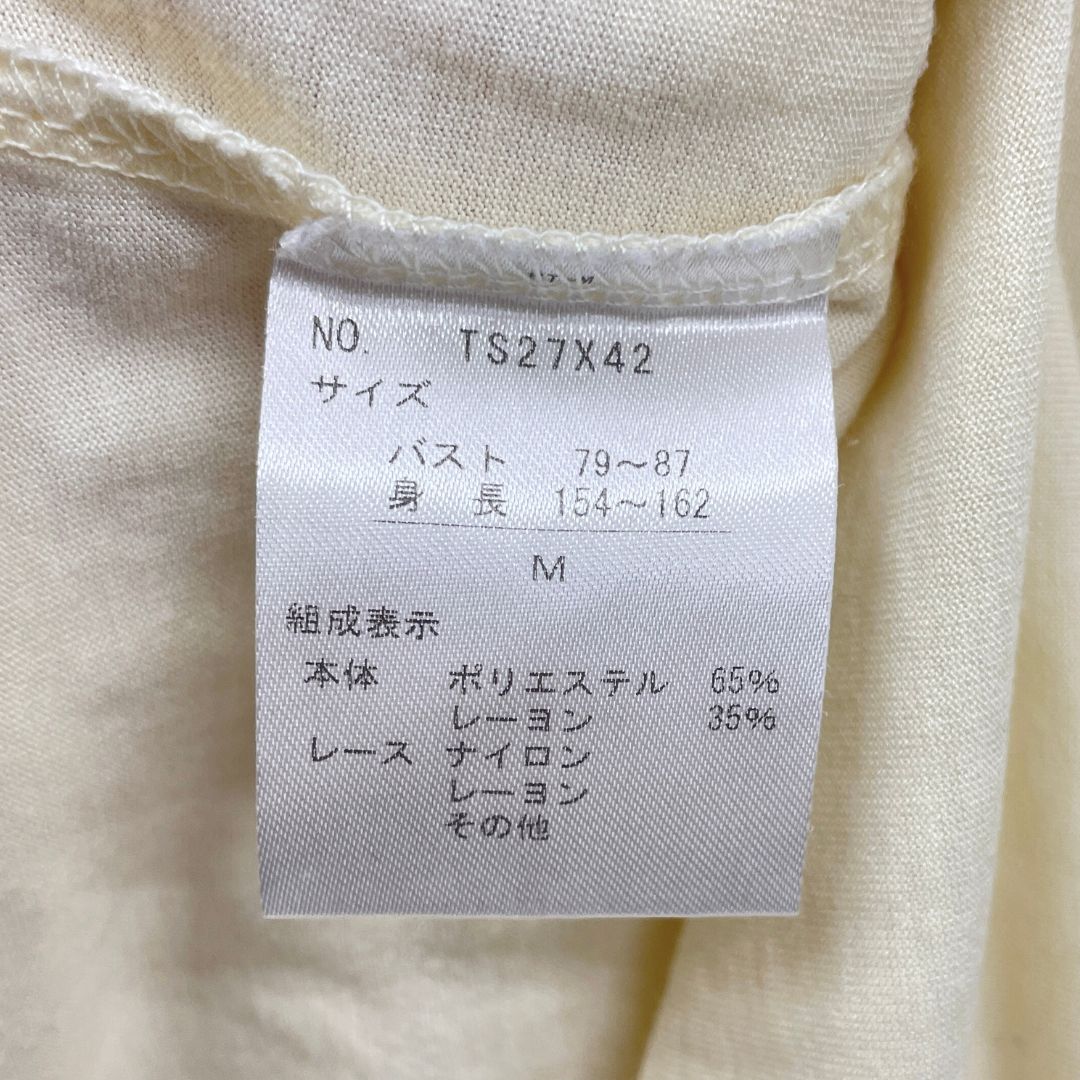 NO. TS27X42
サイズ
バスト 79～87
身長 154～162
M
組成表示
本体 ポリエステル 65%
レーヨン 35%
レース ナイロン
レーヨン
その他